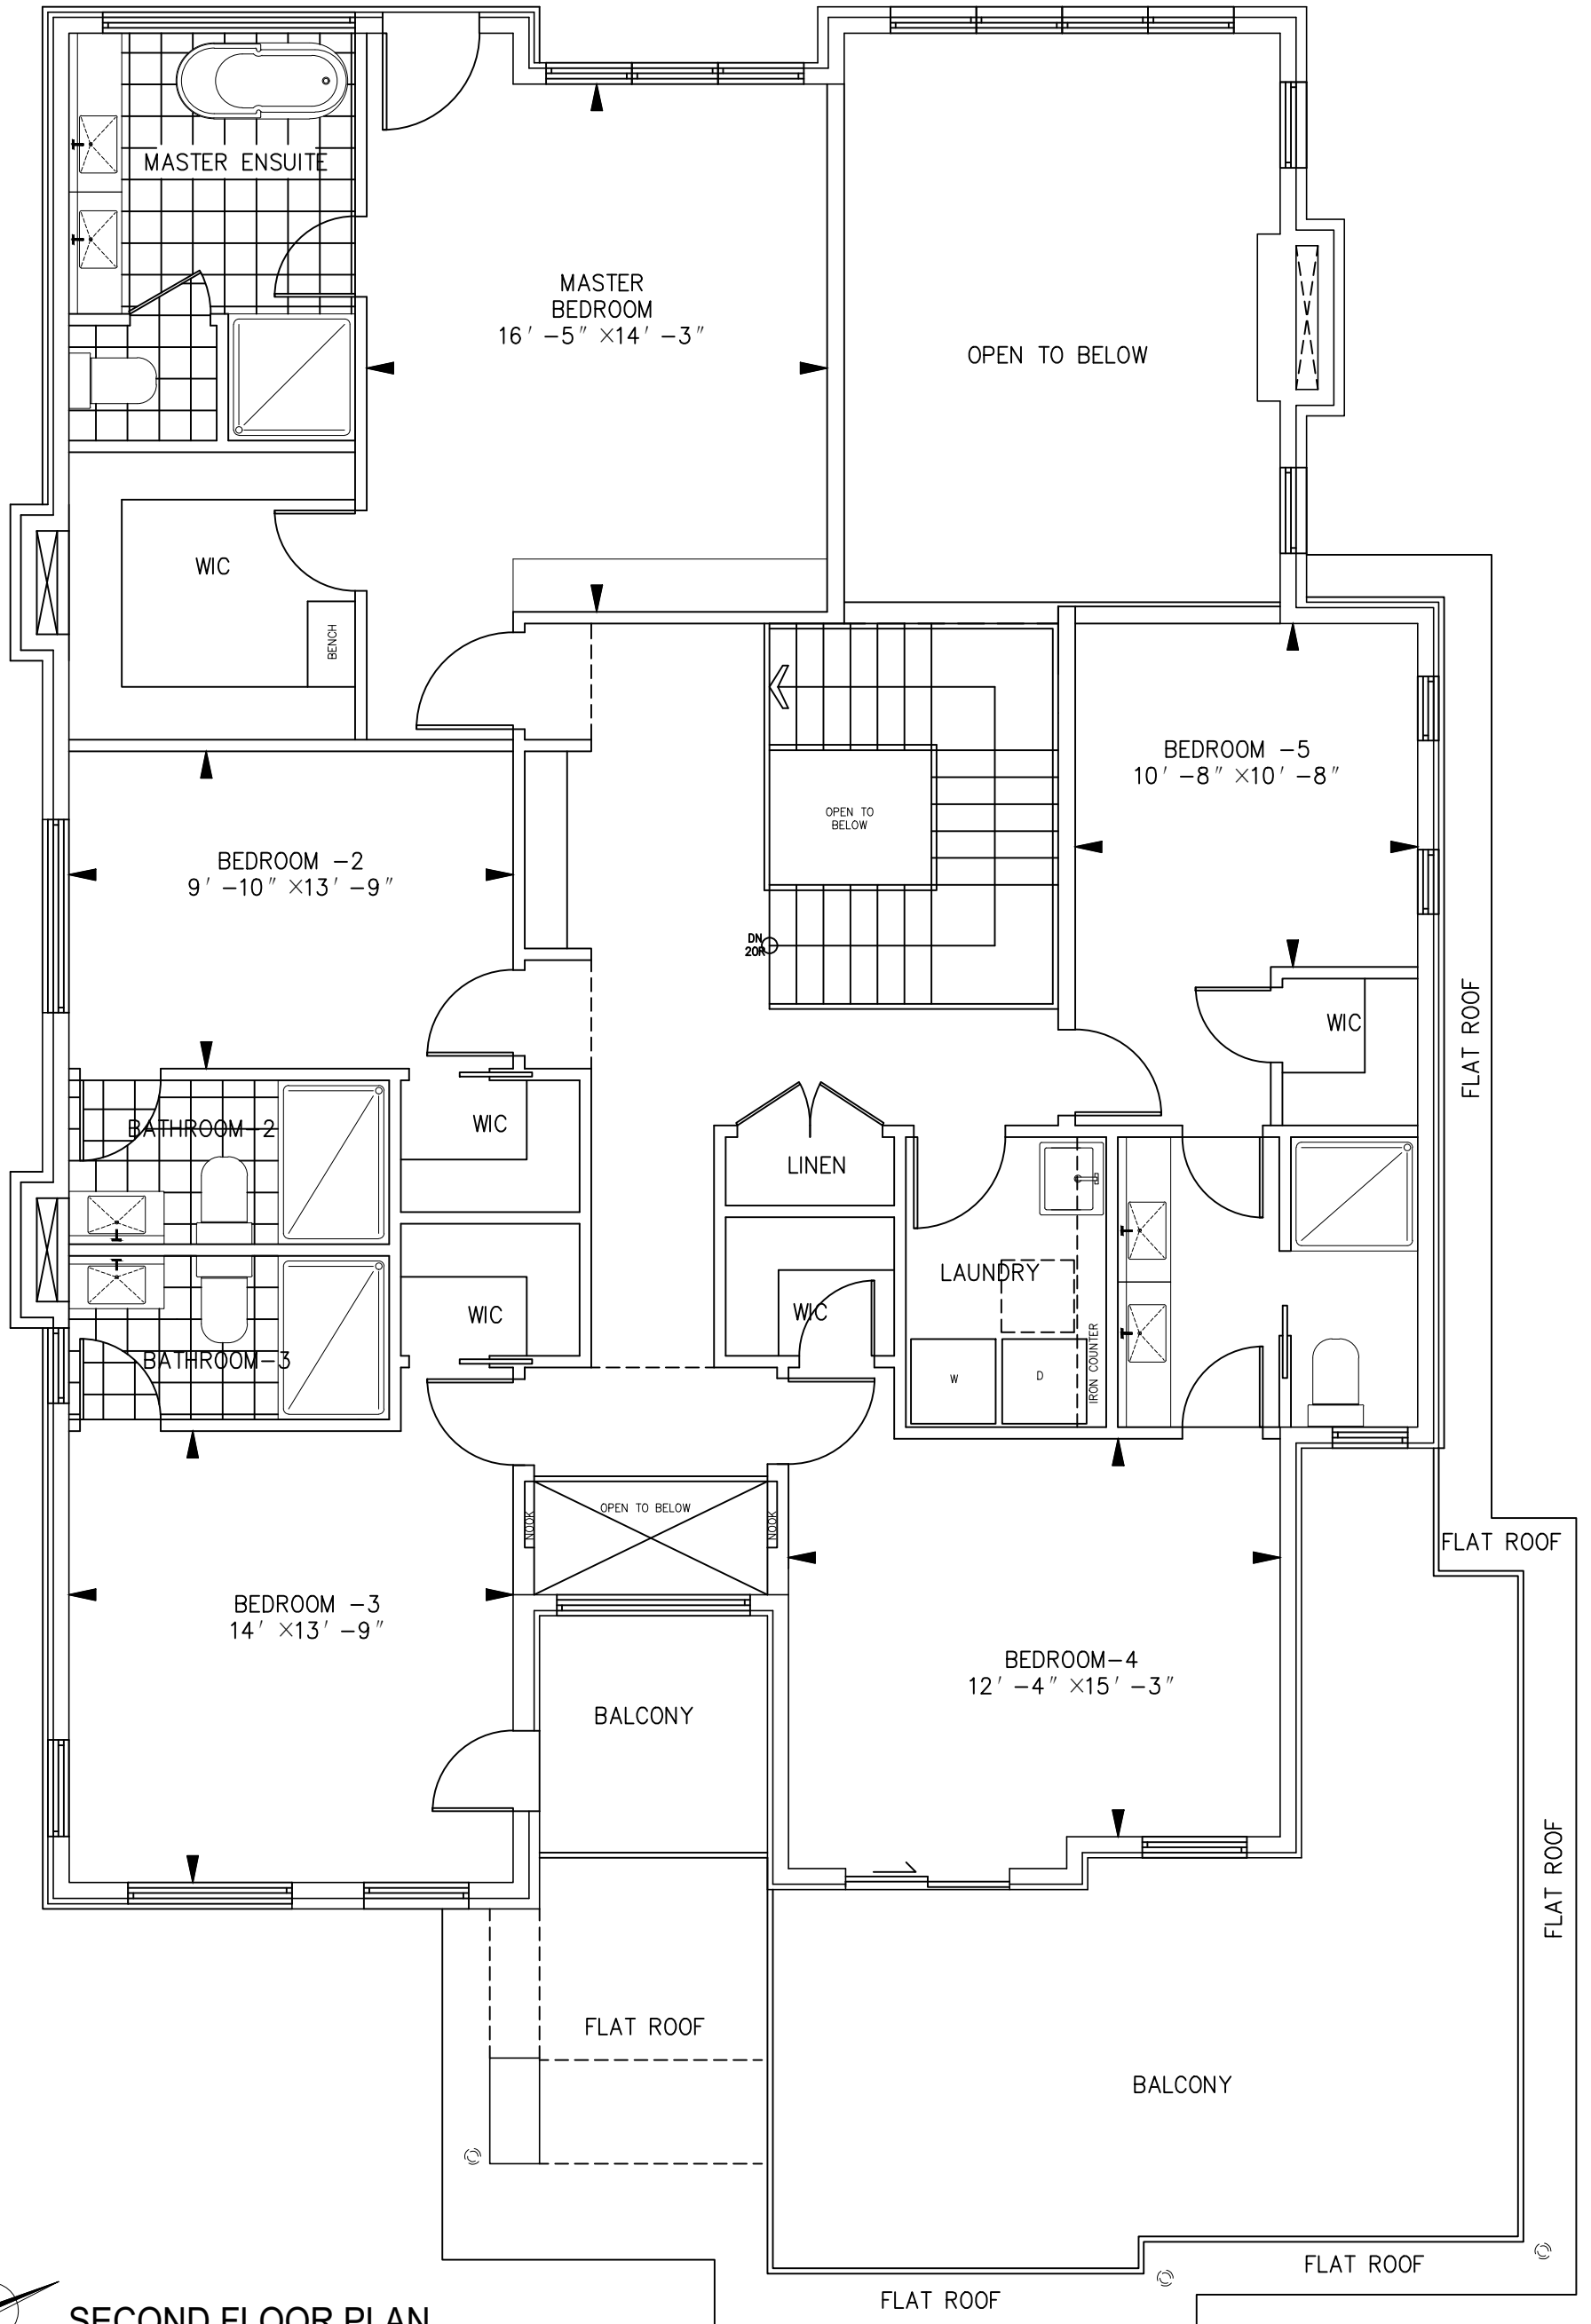 MASTER ENSUITE
MASTER
BEDROOM
16' -5" ×14' -3"
OPEN TO BELOW
WIC
BENCH
BEDROOM -5
10' -8" ×10' -8"
OPEN TO
BELOW
BEDROOM -2
9' -10" ×13' -9"
DN
20R
WIC
FLAT ROOF
BATHROOM-2
WIC
LINEN
LAUNDRY
WIC
WIC
BATHROOM-3
IRON COUNTER
W
D
OPEN TO BELOW
NOOK
NOOK
FLAT ROOF
BEDROOM -3
14' ×13' -9"
BEDROOM-4
12' -4" ×15' -3"
BALCONY
FLAT ROOF
FLAT ROOF
BALCONY
FLAT ROOF
FLAT ROOF
SECOND FLOOR PLAN